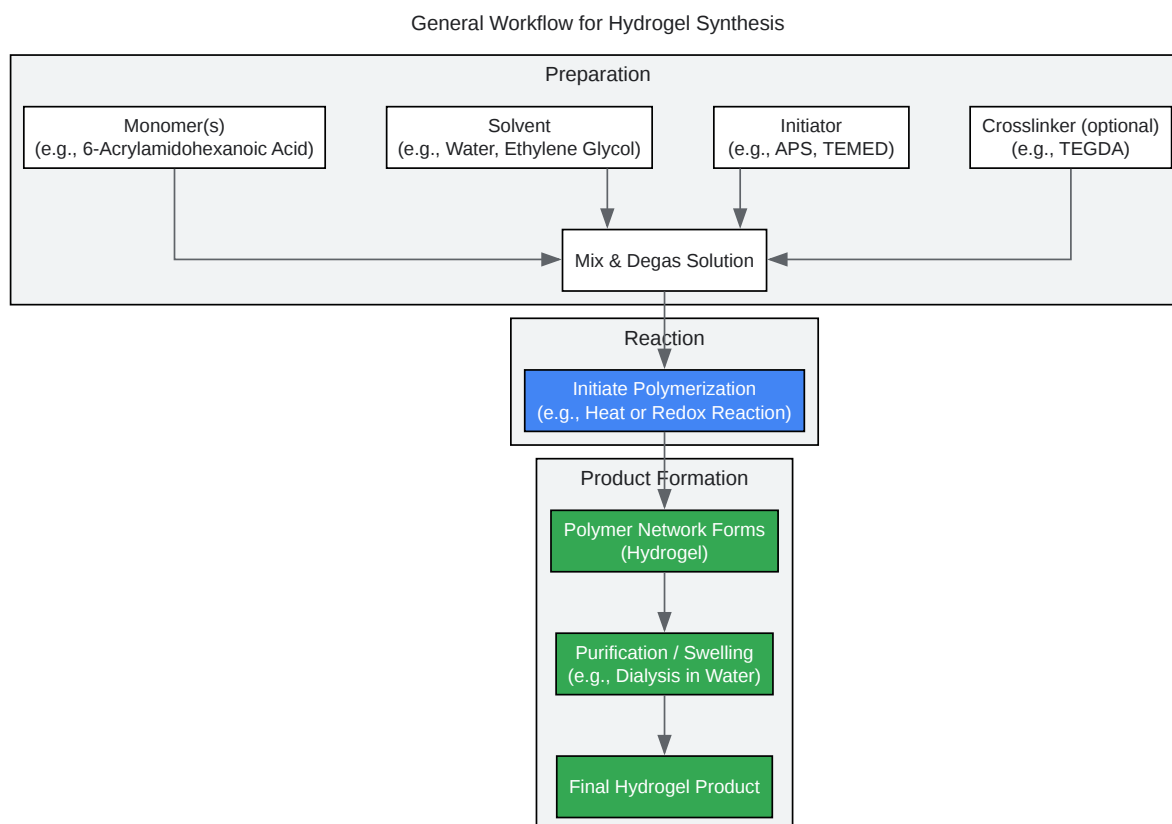 General Workflow for Hydrogel Synthesis
Preparation
Monomer(s)
(e.g., 6-Acrylamidohexanoic Acid)
Solvent
(e.g., Water, Ethylene Glycol)
Initiator
(e.g., APS, TEMED)
Crosslinker (optional)
(e.g., TEGDA)
Mix & Degas Solution
Reaction
Initiate Polymerization
(e.g., Heat or Redox Reaction)
Product Formation
Polymer Network Forms
(Hydrogel)
Purification / Swelling
(e.g., Dialysis in Water)
Final Hydrogel Product